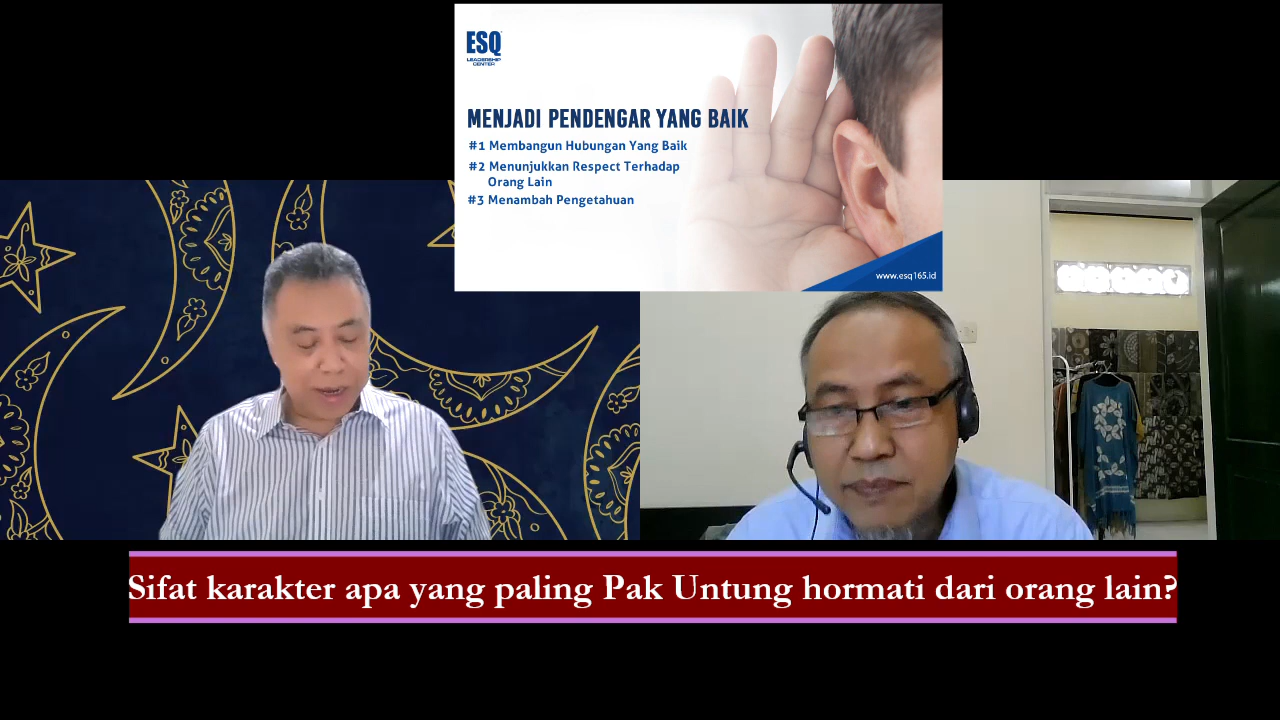 ESQ
LEADERSHIP
CENTER
MENJADI PENDENGAR YANG BAIK
#1 Membangun Hubungan Yang Baik
#2 Menunjukkan Respect Terhadap
Orang Lain
#3 Menambah Pengetahuan
www.esq165.id
Sifat karakter apa yang paling Pak Untung hormati dari orang lain?